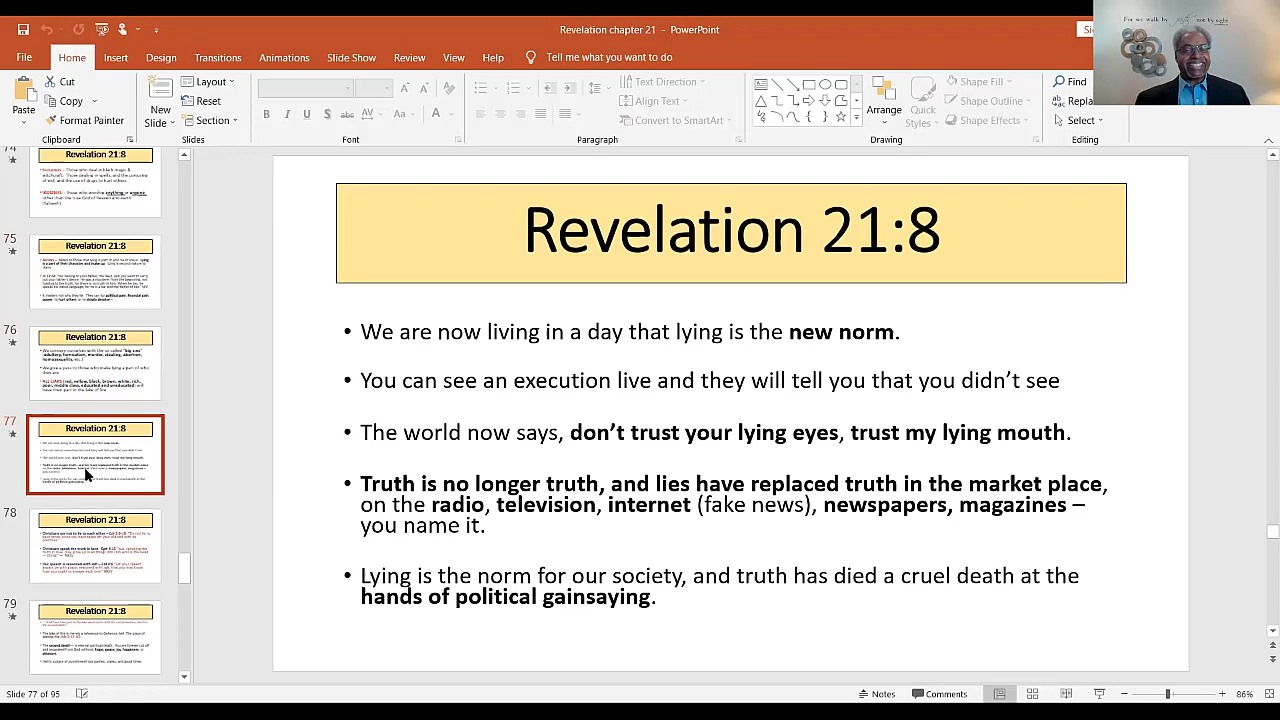 Revelation chapter 21 - PowerPoint
For we walk by faith not by sight
File
Home
Insert
Design
Transitions
Animations
Slide Show
Review
View
Help
Tell me what you want to do
Paste
Cut
Copy
Format Painter
Clipboard
New Slide
Layout
Reset
Section
Slides
Font
Text Direction
Align Text
Convert to SmartArt
Paragraph
Arrange
Quick Styles
Shape Fill
Shape Outline
Shape Effects
Drawing
Find
Select
Editing
74
Revelation 21:8
75
Revelation 21:8
76
Revelation 21:8
77
Revelation 21:8
78
Revelation 21:8
79
Revelation 21:8
Revelation 21:8
• We are now living in a day that lying is the new norm.
• You can see an execution live and they will tell you that you didn't see
• The world now says, don't trust your lying eyes, trust my lying mouth.
• Truth is no longer truth, and lies have replaced truth in the market place,
on the radio, television, internet (fake news), newspapers, magazines –
you name it.
• Lying is the norm for our society, and truth has died a cruel death at the
hands of political gainsaying.
Slide 77 of 95
Notes
Comments
86%